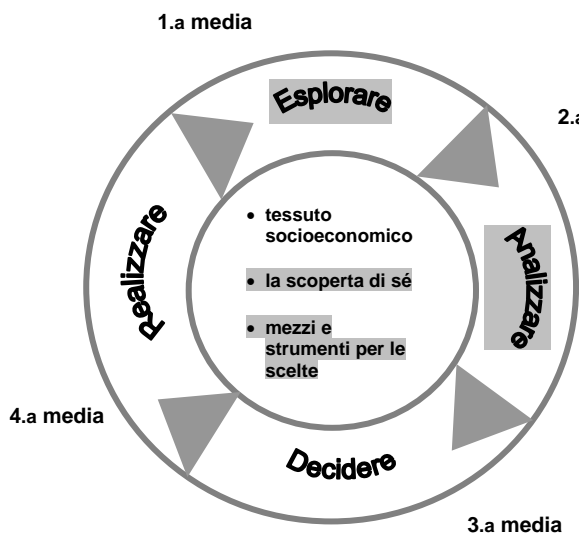 1.a media
Esplorare
2.a
• tessuto
socioeconomico
• la scoperta di sé
• mezzi e
strumenti per le
scelte
Analizzare
Realizzare
4.a media
Decidere
3.a media